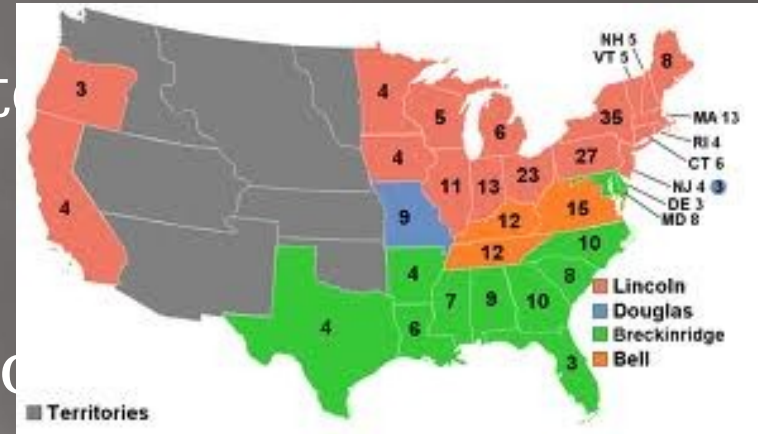 NH 5
VT 5
8
3
4
5
6
35
MA 13
RI 4
CT 6
4
27
23
11
13
NJ 4 3
DE 3
MD 8
4
9
12
15
12
10
4
8
7
9
10
6
4
3
Lincoln
Douglas
Breckinridge
Bell
Territories